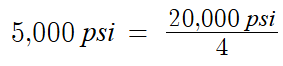 5,000 psi = 20,000 psi / 4